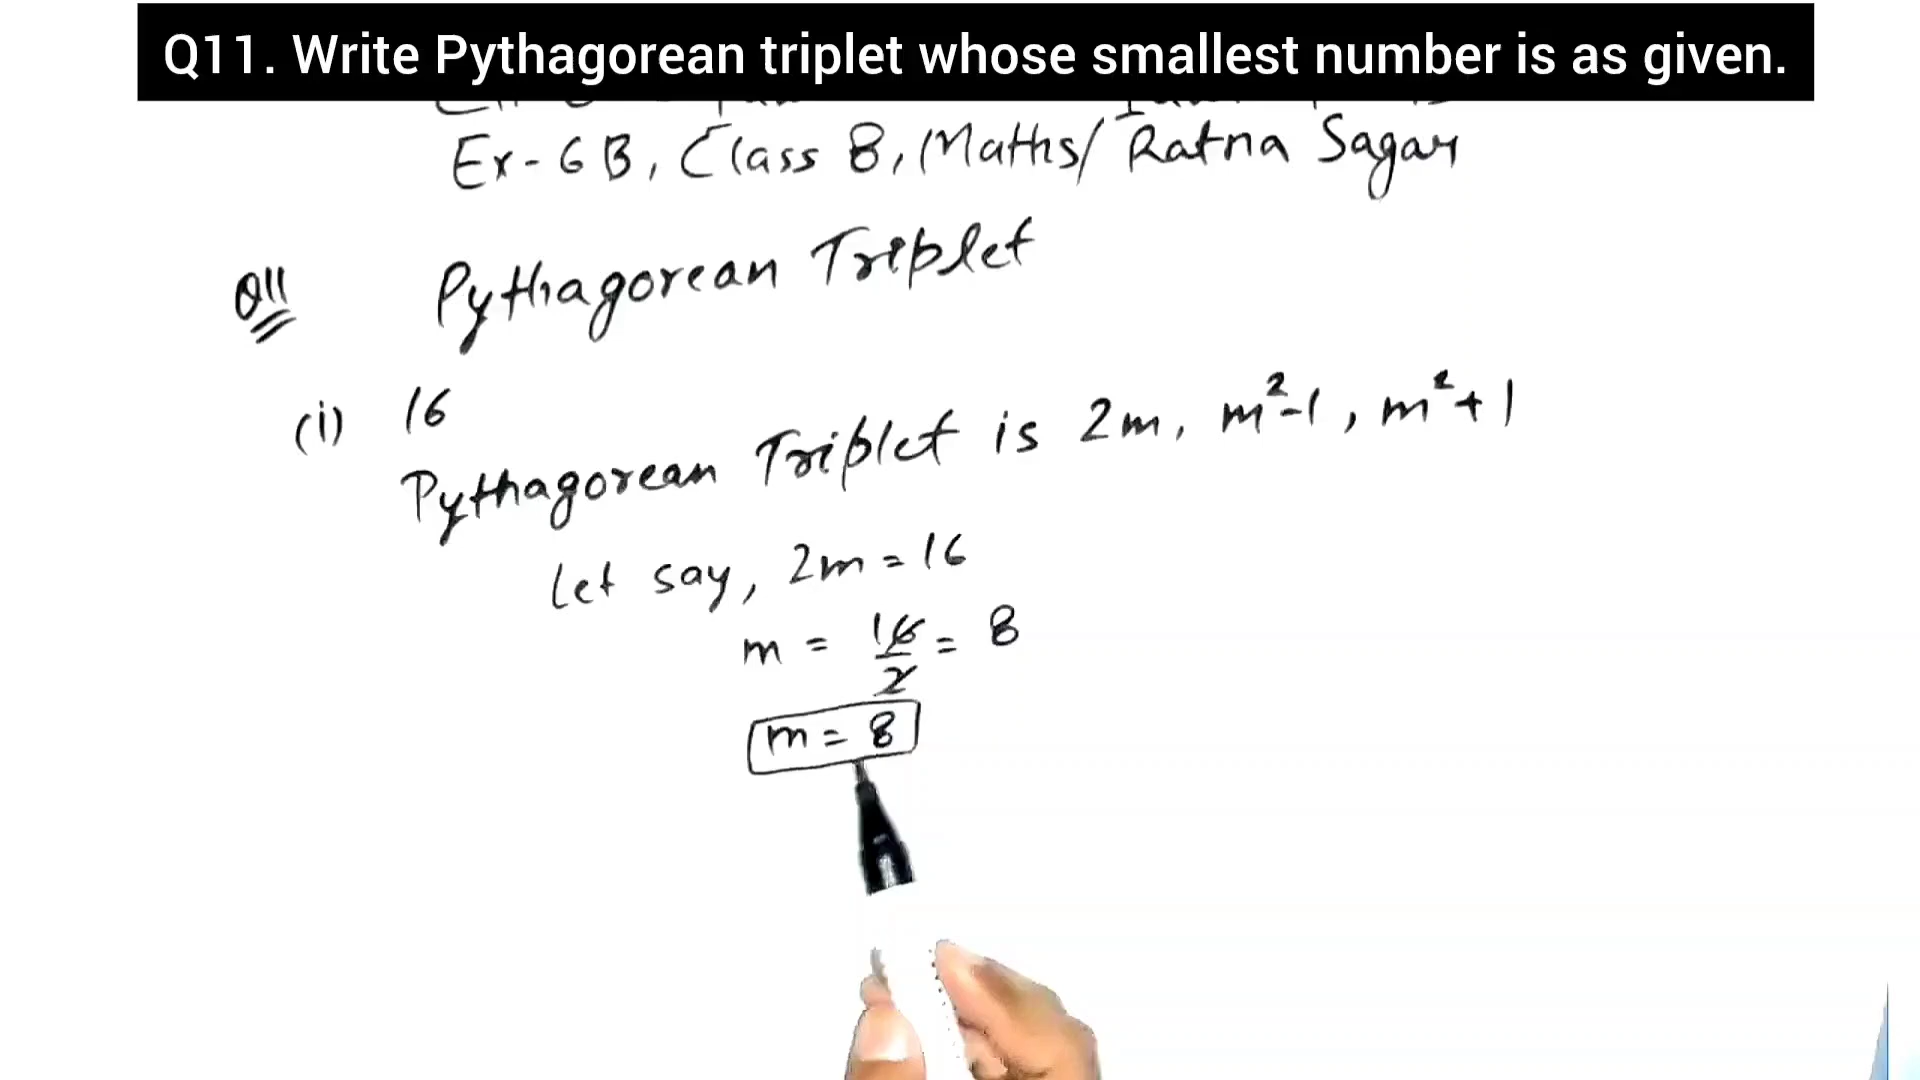 Q11. Write Pythagorean triplet whose smallest number is as given.
Ex-6B, Class 8, Maths/Ratna Sagar
Q11 Pythagorean Triplet
(i) 16
Pythagorean Triplet is 2m, m²-1, m²+1
Let say, 2m = 16
m = 16/2 = 8
m = 8